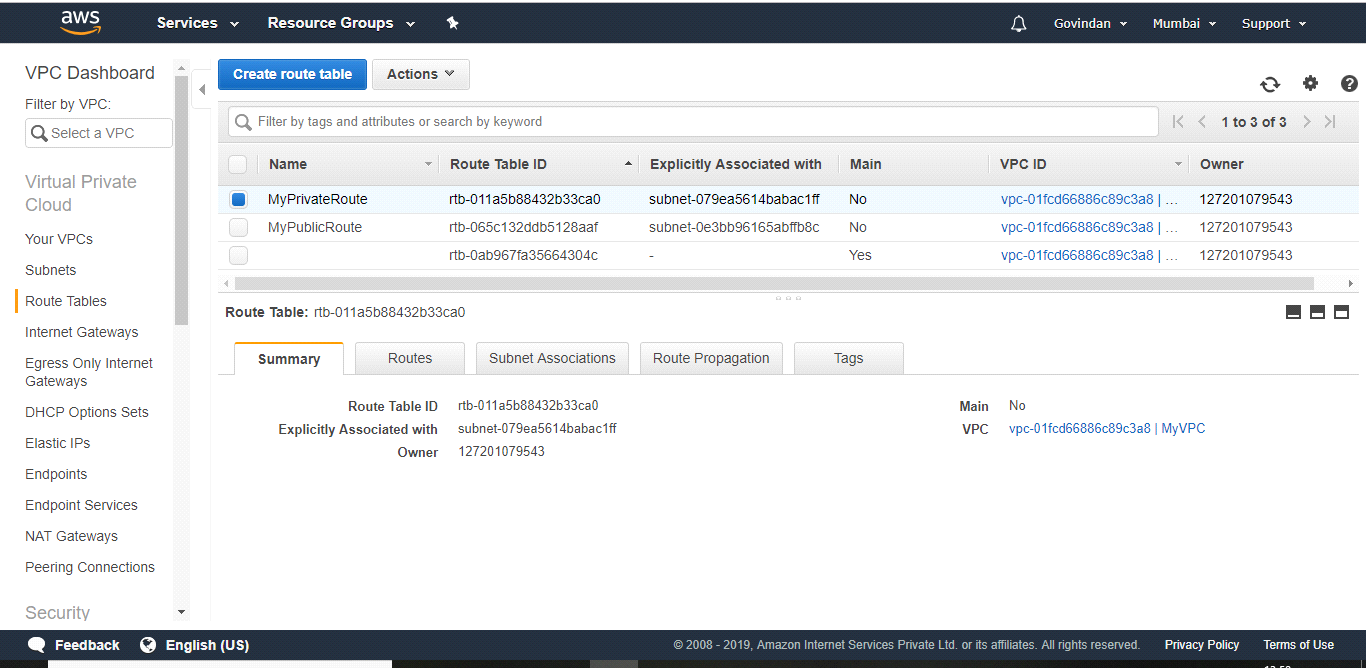 aws Services Resource Groups Govindan Mumbai Support
VPC Dashboard
Filter by VPC:
Select a VPC
Virtual Private
Cloud
Your VPCs
Subnets
Route Tables
Internet Gateways
Egress Only Internet
Gateways
DHCP Options Sets
Elastic IPs
Endpoints
Endpoint Services
NAT Gateways
Peering Connections
Security
Create route table Actions
Filter by tags and attributes or search by keyword 1 to 3 of 3
Name Route Table ID Explicitly Associated with Main VPC ID Owner
MyPrivateRoute rtb-011a5b88432b33ca0 subnet-079ea5614babac1ff No vpc-01fcd66886c89c3a8 | ... 127201079543
MyPublicRoute rtb-065c132ddb5128aaf subnet-0e3bb96165abffb8c No vpc-01fcd66886c89c3a8 | ... 127201079543
rtb-0ab967fa35664304c - Yes vpc-01fcd66886c89c3a8 | ... 127201079543
Route Table: rtb-011a5b88432b33ca0
Summary Routes Subnet Associations Route Propagation Tags
Route Table ID rtb-011a5b88432b33ca0 Main No
Explicitly Associated with subnet-079ea5614babac1ff VPC vpc-01fcd66886c89c3a8 | MyVPC
Owner 127201079543
Feedback English (US) © 2008 - 2019, Amazon Internet Services Private Ltd. or its affiliates. All rights reserved. Privacy Policy Terms of Use